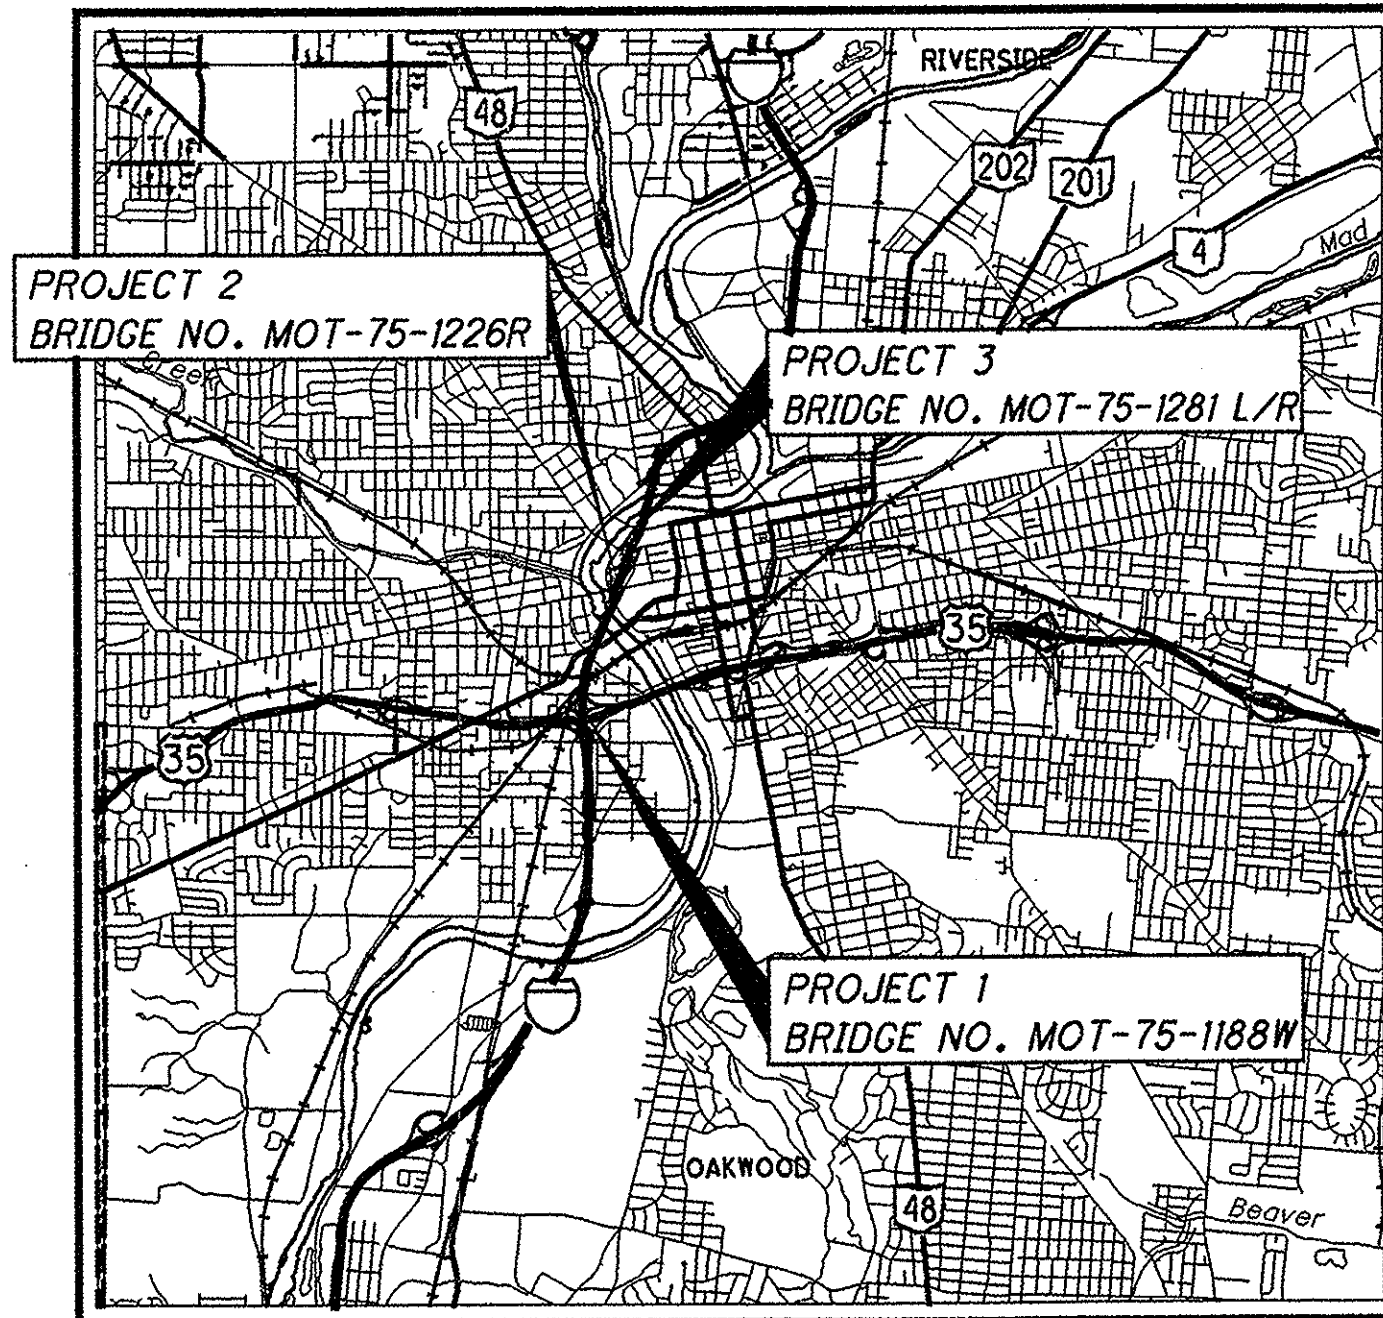 RIVERSIDE
48
202
201
4
Mad
PROJECT 2
BRIDGE NO. MOT-75-1226R
Creek
PROJECT 3
BRIDGE NO. MOT-75-1281 L/R
35
35
PROJECT 1
BRIDGE NO. MOT-75-1188W
OAKWOOD
48
Beaver